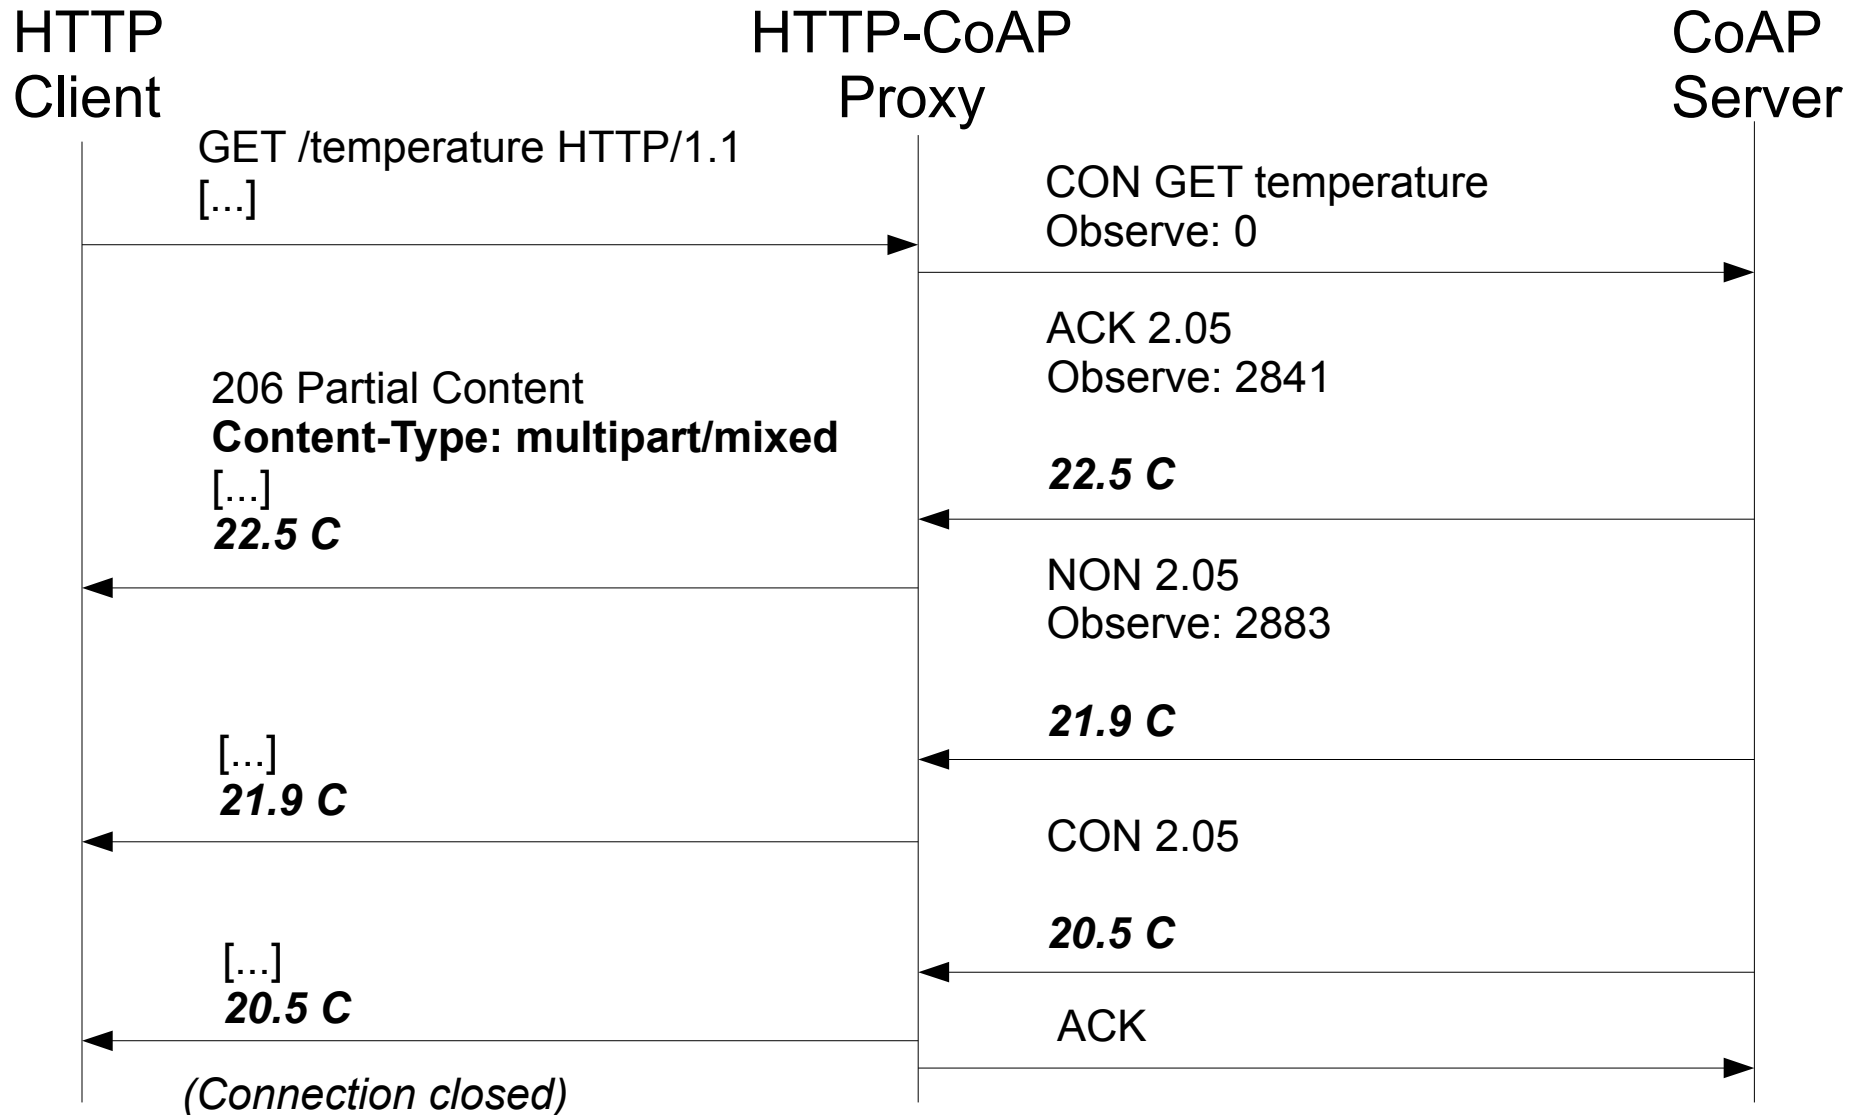 HTTP
Client
HTTP-CoAP
Proxy
CoAP
Server
GET /temperature HTTP/1.1
[...]
CON GET temperature
Observe: 0
ACK 2.05
Observe: 2841
22.5 C
206 Partial Content
Content-Type: multipart/mixed
[...]
22.5 C
NON 2.05
Observe: 2883
21.9 C
[...]
21.9 C
CON 2.05
20.5 C
[...]
20.5 C
ACK
(Connection closed)